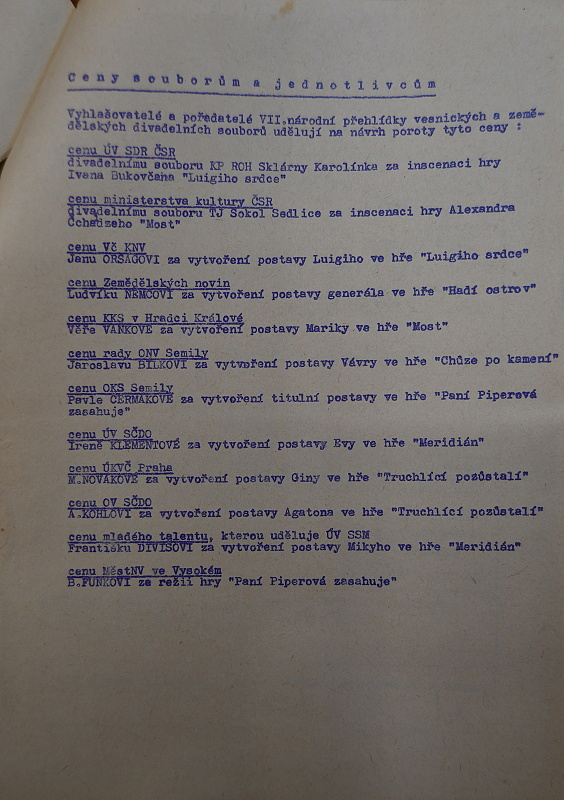 Ceny souborům a jednotlivcům
Vyhlašovatelé a pořadatelé VII.národní přehlídky vesnických a země-
dělských divadelních souborů udělují na návrh poroty tyto ceny :
cenu ÚV SDR ČSR
divadelnímu souboru KP ROH Sklárny Karolínka za inscenaci hry
Ivana Bukovčana "Luigiho srdce"
cenu ministerstva kultury ČSR
divadelnímu souboru TJ Sokol Sedlice za inscenaci hry Alexandra
Čchaidzeho "Most"
cenu Vč KNV
Janu ORSÁGOVI za vytvoření postavy Luigiho ve hře "Luigiho srdce"
cenu Zemědělských novin
Ludvíku NĚMCOVI za vytvoření postavy generála ve hře "Hadí ostrov"
cenu KKS v Hradci Králové
Věře VAŇKOVÉ za vytvoření postavy Mariky ve hře "Most"
cenu rady ONV Semily
Jaroslavu BÍLKOVI za vytvoření postavy Vávry ve hře "Chůze po kamení"
cenu OKS Semily
Pavle ČERMÁKOVÉ za vytvoření titulní postavy ve hře "Paní Piperová
zasahuje"
cenu ÚV SČDO
Ireně KLEMENTOVÉ za vytvoření postavy Evy ve hře "Meridián"
cenu ÚKVČ Praha
M.NOVÁKOVÉ za vytvoření postavy Giny ve hře "Truchlící pozůstalí"
cenu OV SČDO
A.KOHLOVI za vytvoření postavy Agatona ve hře "Truchlící pozůstalí"
cenu mladého talentu, kterou uděluje ÚV SSM
Františku DIVIŠOVI za vytvoření postavy Mikyho ve hře "Meridián"
cenu MěstNV ve Vysokém
B.FUNKOVI za režii hry "Paní Piperová zasahuje"